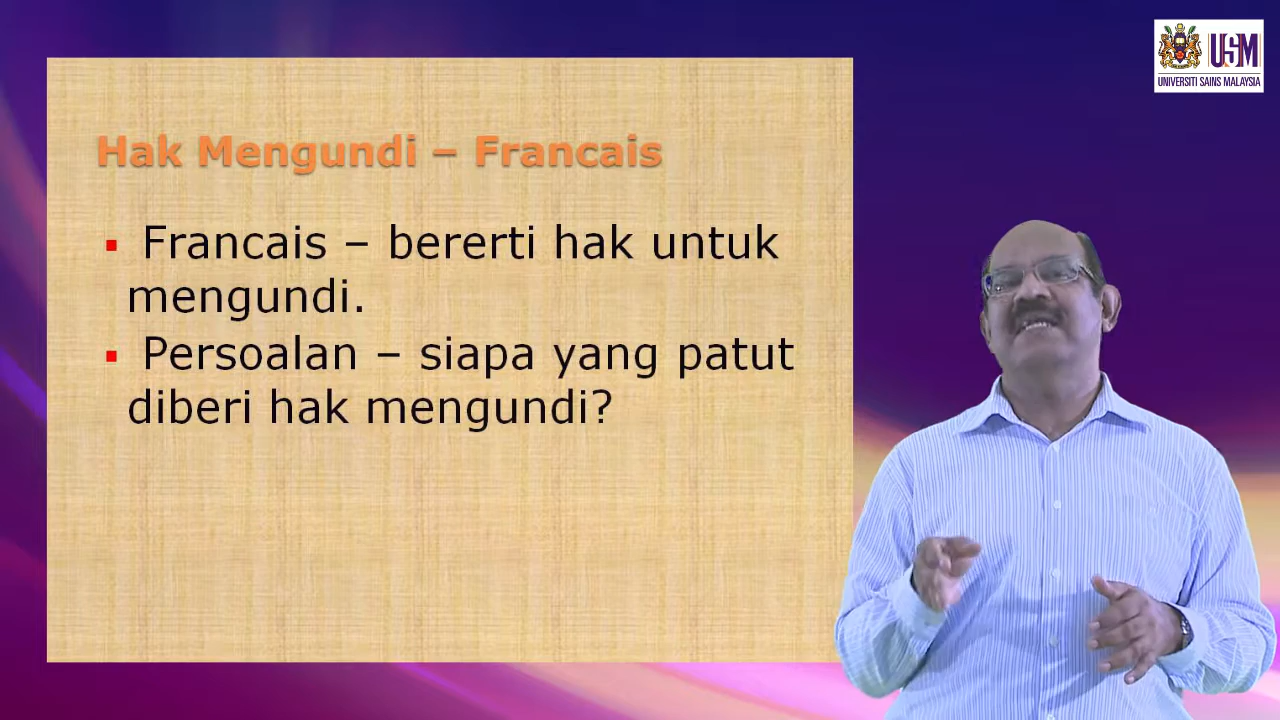 USM
UNIVERSITI SAINS MALAYSIA
Hak Mengundi – Francais
▪ Francais – bererti hak untuk
mengundi.
▪ Persoalan – siapa yang patut
diberi hak mengundi?